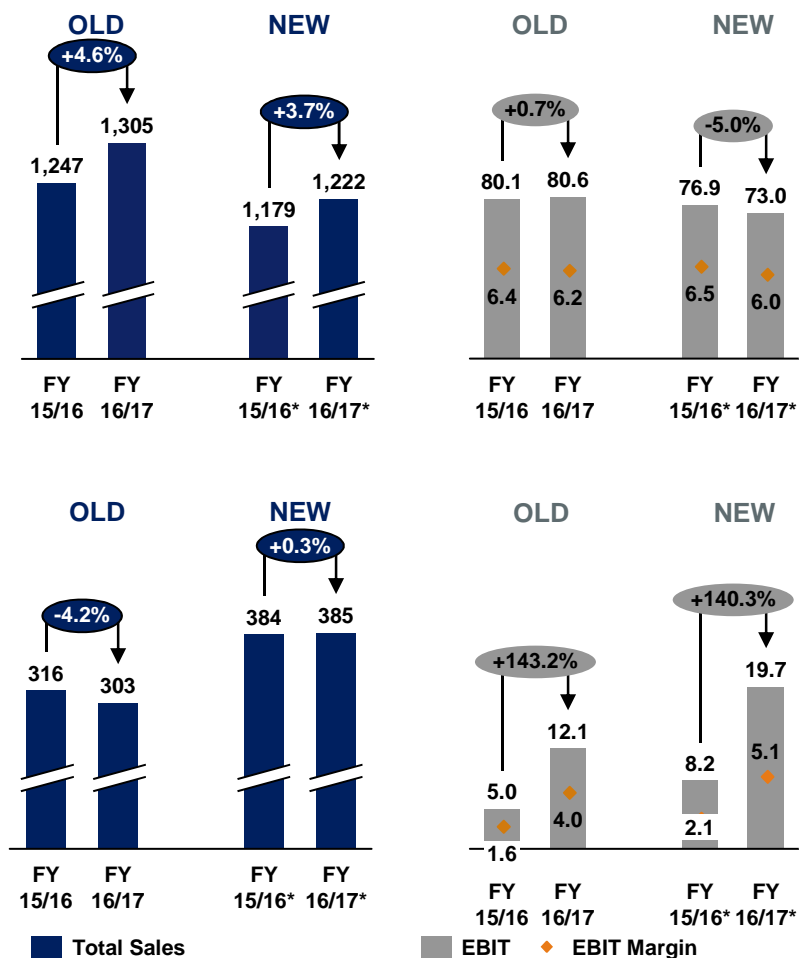 OLD NEW OLD NEW
+4.6%
+3.7% +0.7% -5.0%
1,305
1,247 1,179 1,222 80.1 80.6 76.9 73.0
6.4 6.2 6.5 6.0
FY FY FY FY FY FY FY FY
15/16 16/17 15/16* 16/17* 15/16 16/17 15/16* 16/17*
OLD NEW OLD NEW
+0.3%
-4.2% +140.3%
384 385
316 303 +143.2% 19.7
12.1 8.2 5.1
5.0 4.0 2.1
1.6
FY FY FY FY FY FY FY FY
15/16 16/17 15/16* 16/17* 15/16 16/17 15/16* 16/17*
Total Sales EBIT EBIT Margin